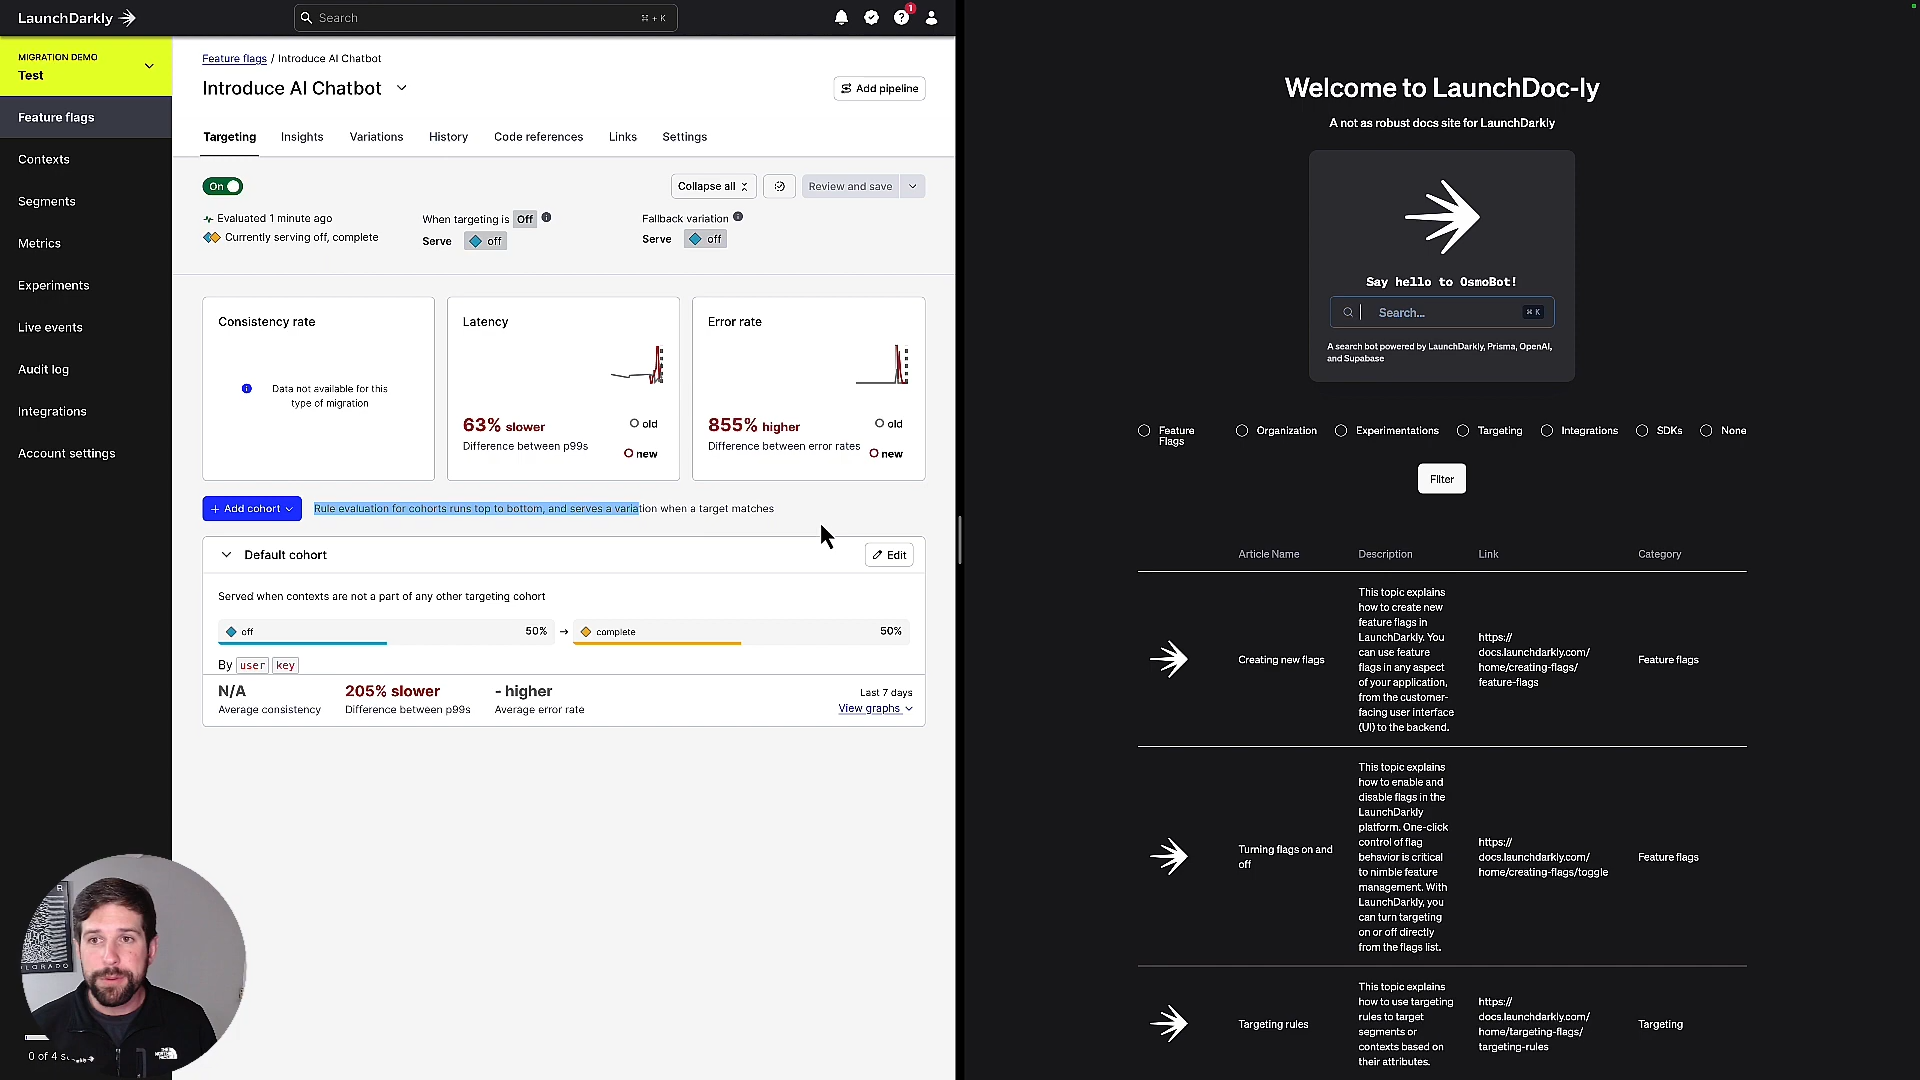 LaunchDarkly
Search
⌘ + K
1
MIGRATION DEMO
Test
Feature flags
Contexts
Segments
Metrics
Experiments
Live events
Audit log
Integrations
Account settings
Feature flags / Introduce AI Chatbot
Introduce AI Chatbot
Add pipeline
Targeting
Insights
Variations
History
Code references
Links
Settings
On
Collapse all
Review and save
Evaluated 1 minute ago
Currently serving off, complete
When targeting is Off
Serve off
Fallback variation
Serve off
Consistency rate
Data not available for this
type of migration
Latency
63% slower
Difference between p99s
old
new
Error rate
855% higher
Difference between error rates
old
new
+ Add cohort
Rule evaluation for cohorts runs top to bottom, and serves a variation when a target matches
Default cohort
Edit
Served when contexts are not a part of any other targeting cohort
off 50% → complete 50%
By user key
N/A
Average consistency
205% slower
Difference between p99s
- higher
Average error rate
Last 7 days
View graphs
Welcome to LaunchDoc-ly
A not as robust docs site for LaunchDarkly
Say hello to OsmoBot!
Search...
⌘ K
A search bot powered by LaunchDarkly, Prisma, OpenAI,
and Supabase
Feature
Flags
Organization
Experimentations
Targeting
Integrations
SDKs
None
Filter
Article Name
Description
Link
Category
Creating new flags
This topic explains
how to create new
feature flags in
LaunchDarkly. You
can use feature
flags in any aspect
of your application,
from the customer-
facing user interface
(UI) to the backend.
https://
docs.launchdarkly.com/
home/creating-flags/
feature-flags
Feature flags
Turning flags on and
off
This topic explains
how to enable and
disable flags in the
LaunchDarkly
platform. One-click
control of flag
behavior is critical
to nimble feature
management. With
LaunchDarkly, you
can turn targeting
on or off directly
from the flags list.
https://
docs.launchdarkly.com/
home/creating-flags/toggle
Feature flags
Targeting rules
This topic explains
how to use targeting
rules to target
segments or
contexts based on
their attributes.
https://
docs.launchdarkly.com/
home/targeting-flags/
targeting-rules
Targeting
0 of 4